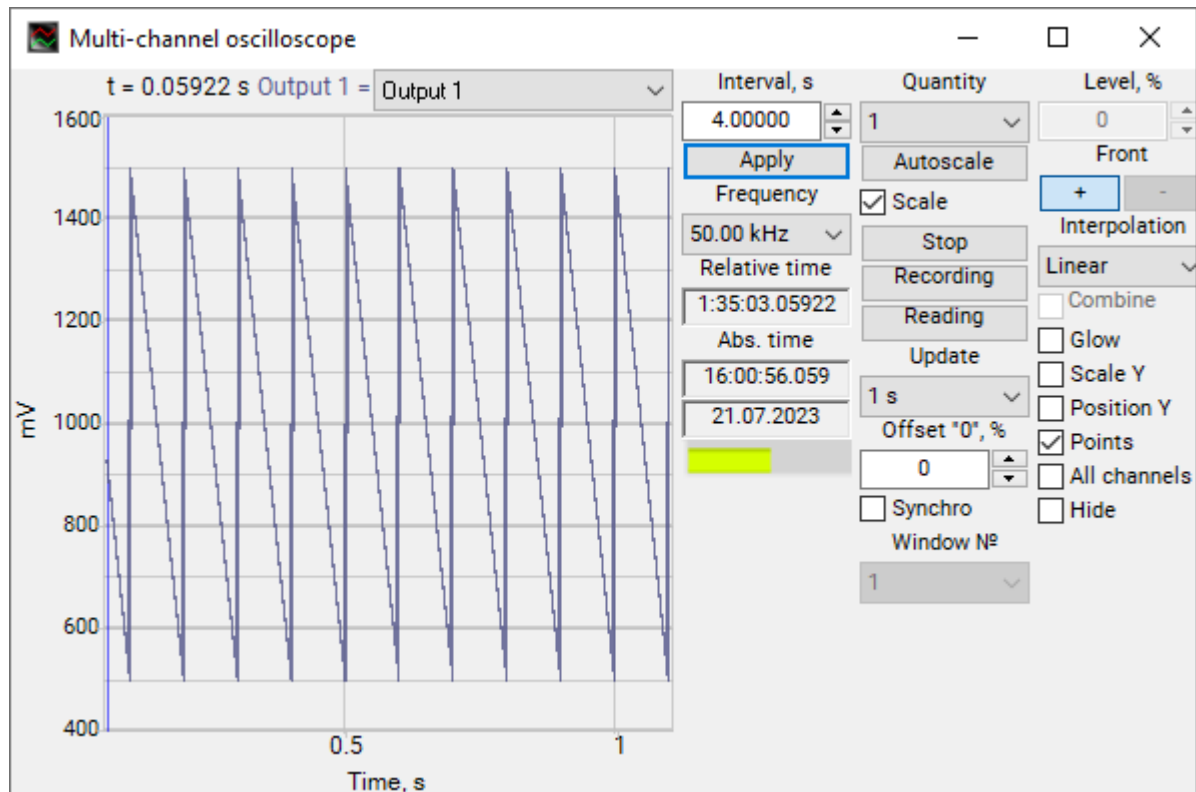 Multi-channel oscilloscope
t = 0.05922 s Output 1 = Output 1
1600
1400
1200
1000
800
600
400
mV
0.5
1
Time, s
Interval, s
4.00000
Apply
Frequency
50.00 kHz
Relative time
1:35:03.05922
Abs. time
16:00:56.059
21.07.2023
Quantity
1
Autoscale
Scale
Stop
Recording
Reading
Update
1 s
Offset "0", %
0
Synchro
Window Nº
1
Level, %
0
Front
+ -
Interpolation
Linear
Combine
Glow
Scale Y
Position Y
Points
All channels
Hide